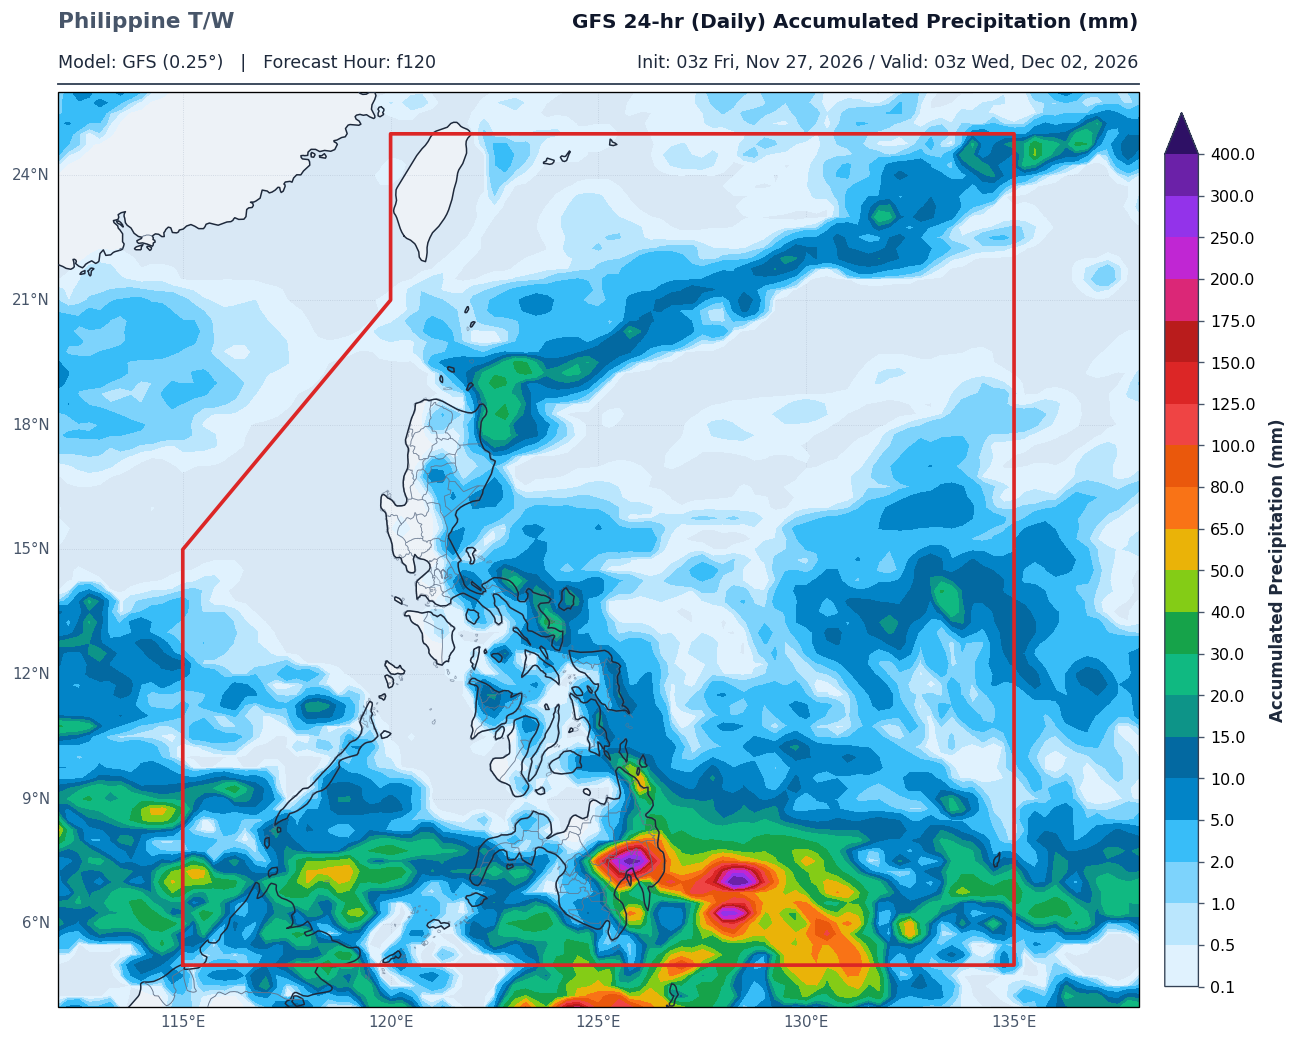 Philippine T/W
GFS 24-hr (Daily) Accumulated Precipitation (mm)
Model: GFS (0.25°) | Forecast Hour: f120
Init: 03z Fri, Nov 27, 2026 / Valid: 03z Wed, Dec 02, 2026
24°N
21°N
18°N
15°N
12°N
9°N
6°N
115°E
120°E
125°E
130°E
135°E
400.0
300.0
250.0
200.0
175.0
150.0
125.0
100.0
80.0
65.0
50.0
40.0
30.0
20.0
15.0
10.0
5.0
2.0
1.0
0.5
0.1
Accumulated Precipitation (mm)